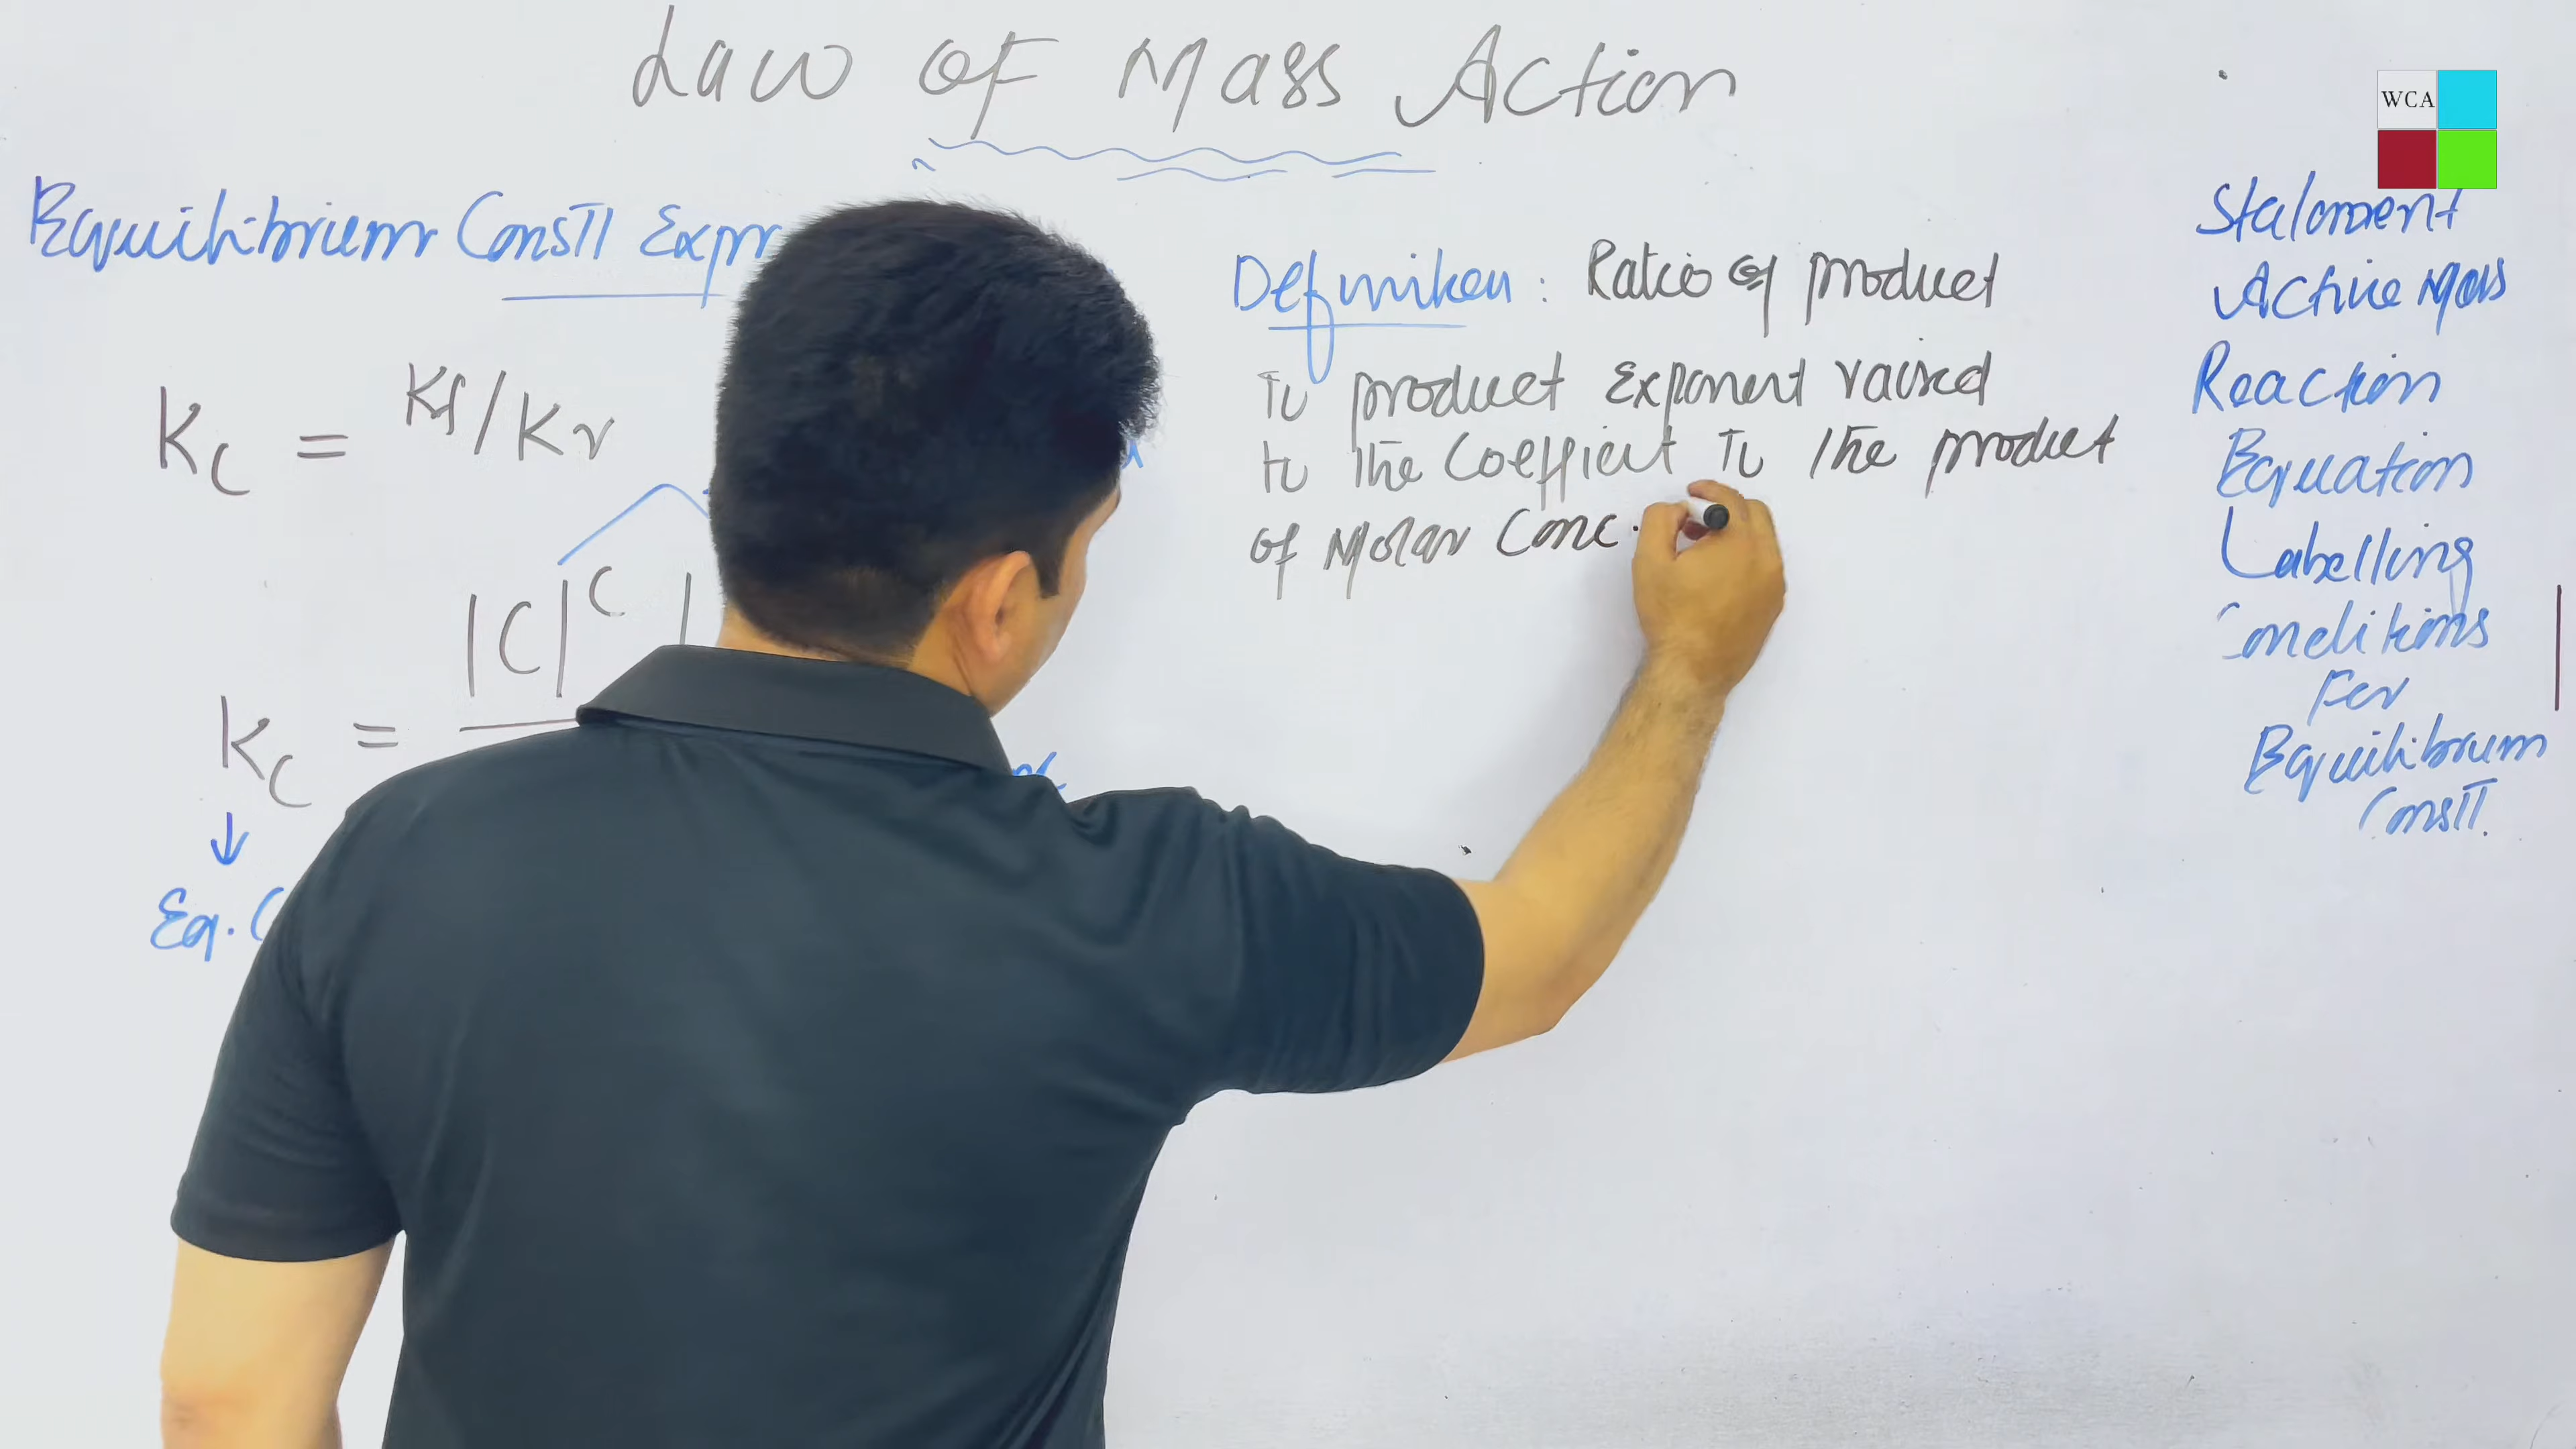 Law of Mass Action
WCA
Equilibrium Constt Expr
Kc = Kf/Kr
|C|^c |
Kc =
↓
Eq. C
Definition: Ratio of product
to product Exponent raised
to the Coefficient to the product
of Molar Conc.
Statement
Active Mass
Reaction
Equation
Labelling
Conditions
For
Equilibrium
Constt.